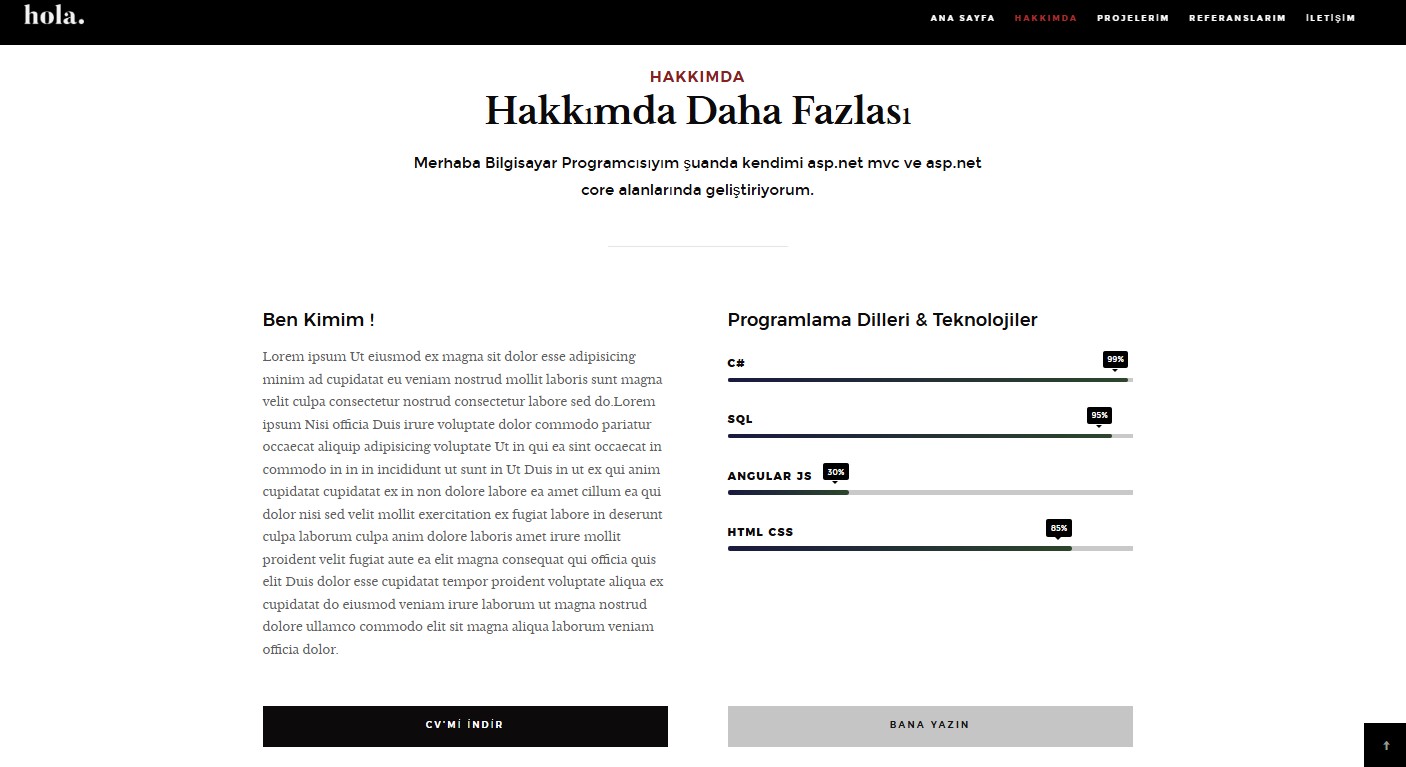 hola.
ANA SAYFA HAKKIMDA PROJELERİM REFERANSLARIM İLETİŞİM
HAKKIMDA
Hakkımda Daha Fazlası
Merhaba Bilgisayar Programcısıyım şuanda kendimi asp.net mvc ve asp.net
core alanlarında geliştiriyorum.
Ben Kimim !
Lorem ipsum Ut eiusmod ex magna sit dolor esse adipisicing
minim ad cupidatat eu veniam nostrud mollit laboris sunt magna
velit culpa consectetur nostrud consectetur labore sed do.Lorem
ipsum Nisi officia Duis irure voluptate dolor commodo pariatur
occaecat aliquip adipisicing voluptate Ut in qui ea sint occaecat in
commodo in in in incididunt ut sunt in Ut Duis in ut ex qui anim
cupidatat cupidatat ex in non dolore labore ea amet cillum ea qui
dolor nisi sed velit mollit exercitation ex fugiat labore in deserunt
culpa laborum culpa anim dolore laboris amet irure mollit
proident velit fugiat aute ea elit magna consequat qui officia quis
elit Duis dolor esse cupidatat tempor proident voluptate aliqua ex
cupidatat do eiusmod veniam irure laborum ut magna nostrud
dolore ullamco commodo elit sit magna aliqua laborum veniam
officia dolor.
Programlama Dilleri & Teknolojiler
C# 99%
SQL 95%
ANGULAR JS 30%
HTML CSS 85%
CV'Mİ İNDİR
BANA YAZIN